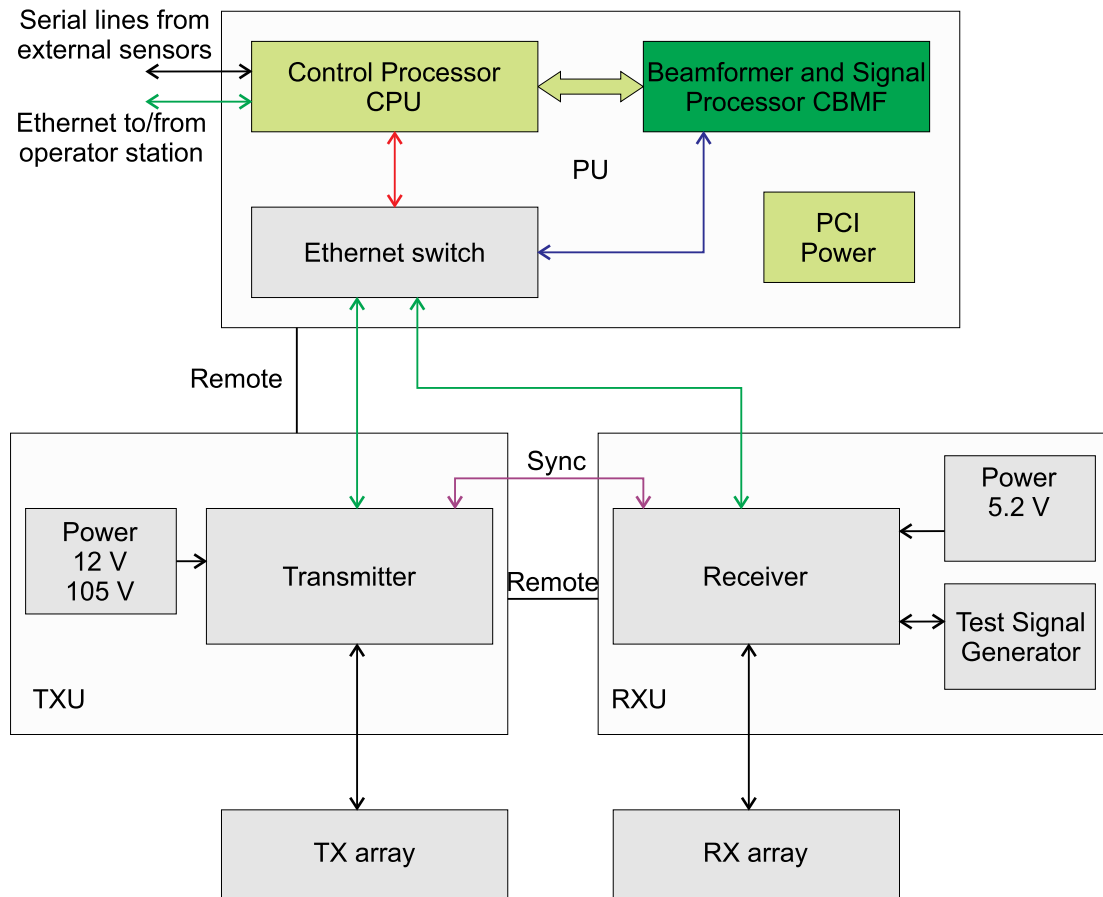 Serial lines from
external sensors
Ethernet to/from
operator station
Control Processor
CPU
Beamformer and Signal
Processor CBMF
PU
Ethernet switch
PCI
Power
Remote
Sync
Power
12 V
105 V
Transmitter
Remote
Receiver
Power
5.2 V
Test Signal
Generator
TXU
RXU
TX array
RX array